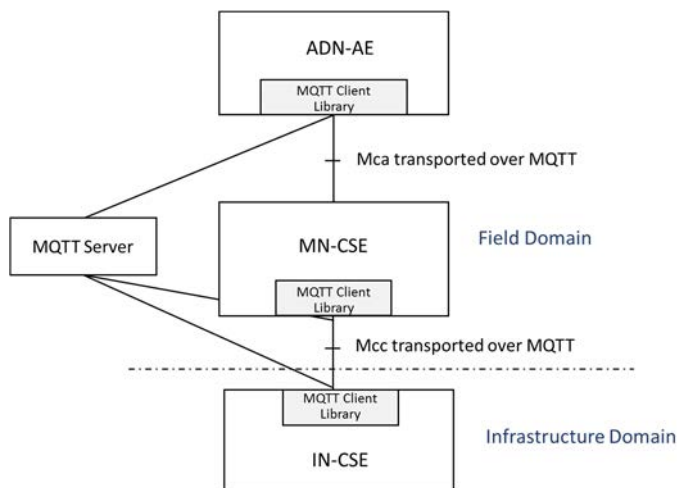 ADN-AE
MQTT Client
Library
Mca transported over MQTT
MQTT Server
MN-CSE
Field Domain
MQTT Client
Library
Mcc transported over MQTT
MQTT Client
Library
Infrastructure Domain
IN-CSE